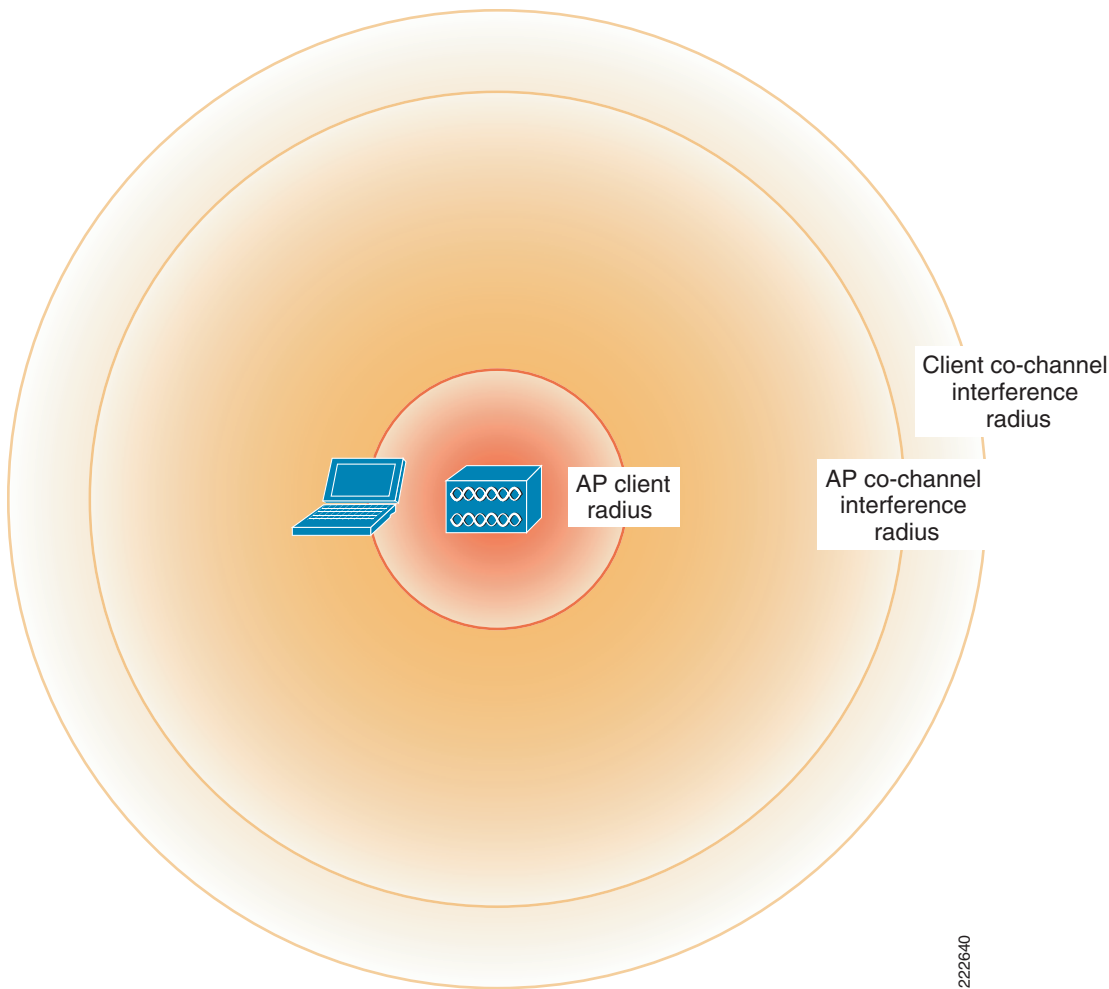 Client co-channel
interference
radius
AP client
radius
AP co-channel
interference
radius
222640